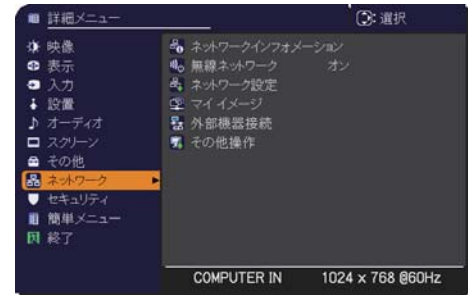 詳細メニュー
：選択
映像
表示
入力
設置
オーディオ
スクリーン
その他
ネットワーク
セキュリティ
簡単メニュー
終了
ネットワークインフォメーション
無線ネットワーク オン
ネットワーク設定
マイイメージ
外部機器接続
その他操作
COMPUTER IN 1024 x 768 @60Hz